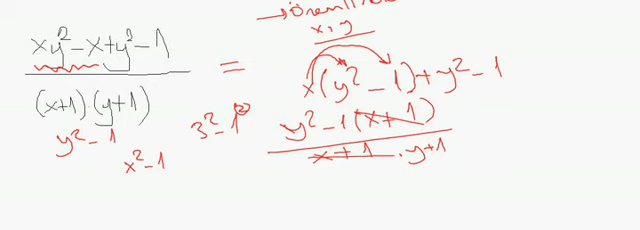 x, y
xy² - x + y² - 1
(x+1) . (y+1)
=
x(y² - 1) + y² - 1
y² - 1(x + 1)
x + 1 . y+1
y² - 1
x² - 1
3² - 1²